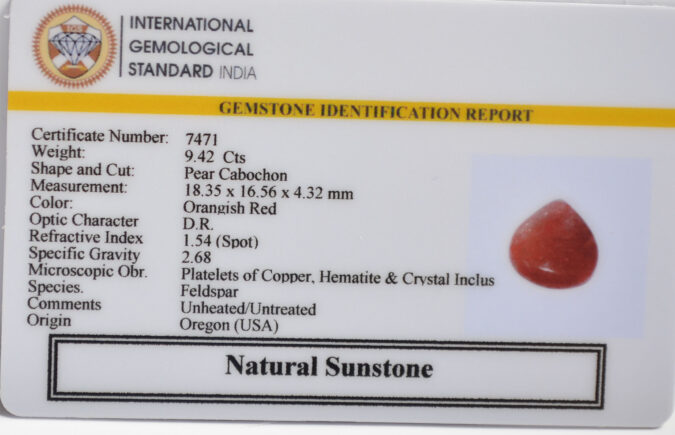 IGS
INTERNATIONAL
GEMOLOGICAL
STANDARD INDIA
GEMSTONE IDENTIFICATION REPORT
Certificate Number: 7471
Weight: 9.42 Cts
Shape and Cut: Pear Cabochon
Measurement: 18.35 x 16.56 x 4.32 mm
Color: Orangish Red
Optic Character D.R.
Refractive Index 1.54 (Spot)
Specific Gravity 2.68
Microscopic Obr. Platelets of Copper, Hematite & Crystal Inclus
Species. Feldspar
Comments Unheated/Untreated
Origin Oregon (USA)
Natural Sunstone